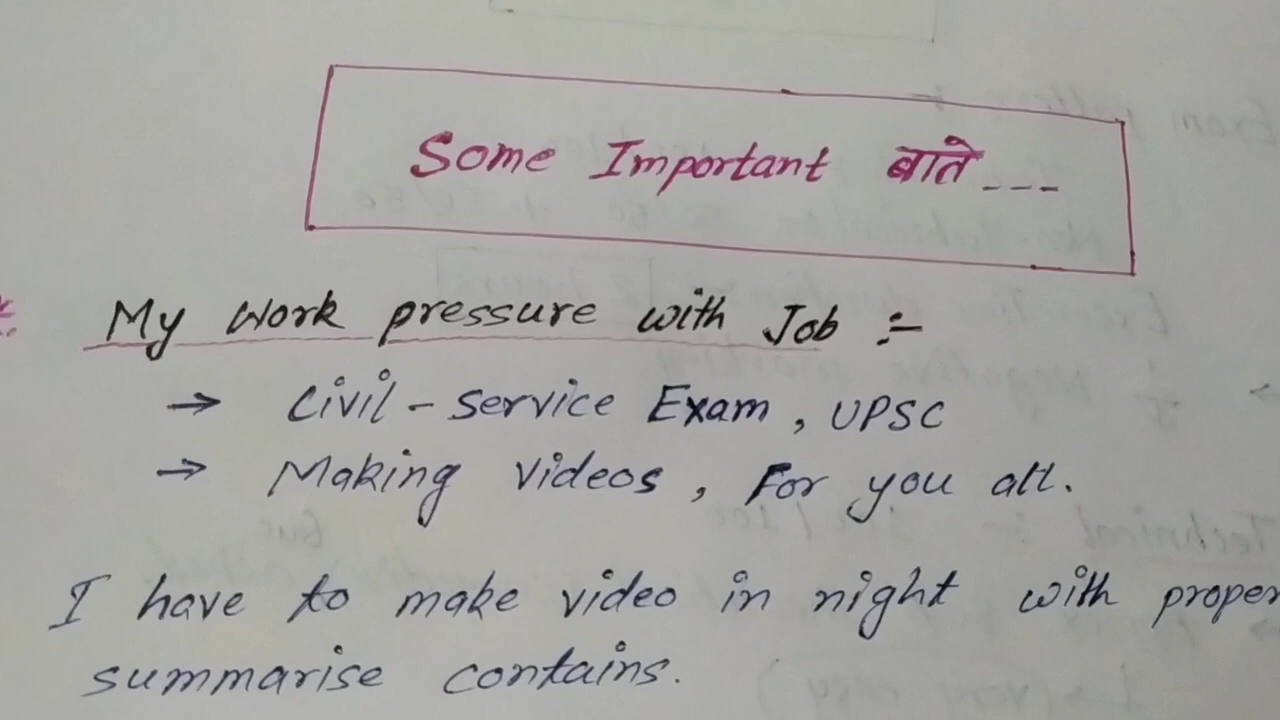 Some Important बाते---
My work pressure with Job :-
→ Civil-service Exam, UPSC
→ Making videos, For you all.
I have to make video in night with proper
summarise contains.